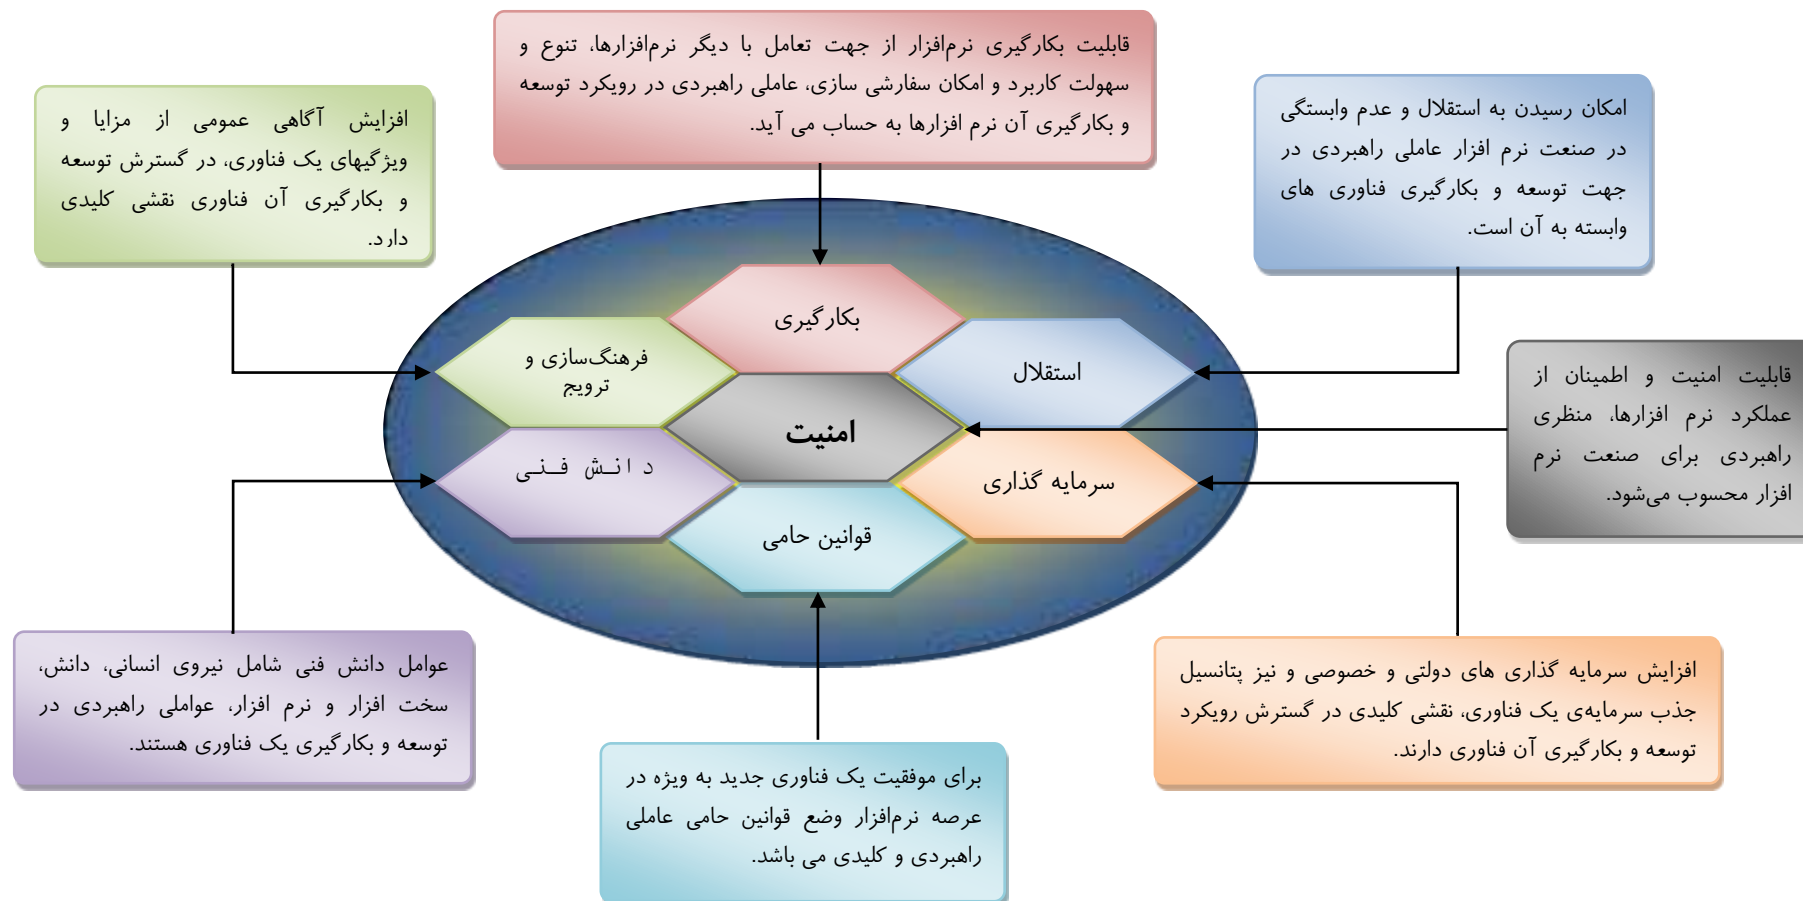 قابلیت بکارگیری نرم‌افزار از جهت تعامل با دیگر نرم‌افزارها، تنوع و
سهولت کاربرد و امکان سفارشی سازی، عاملی راهبردی در رویکرد توسعه
و بکارگیری آن نرم افزارها به حساب می آید.
امکان رسیدن به استقلال و عدم وابستگی
در صنعت نرم افزار عاملی راهبردی در
جهت توسعه و بکارگیری فناوری های
وابسته به آن است.
افزایش آگاهی عمومی از مزایا و
ویژگیهای یک فناوری، در گسترش توسعه
و بکارگیری آن فناوری نقشی کلیدی
دارد.
بکارگیری
استقلال
فرهنگ‌سازی و
ترویج
امنیت
سرمایه گذاری
دانش فنی
قوانین حامی
قابلیت امنیت و اطمینان از
عملکرد نرم افزارها، منظری
راهبردی برای صنعت نرم
افزار محسوب می‌شود.
افزایش سرمایه گذاری های دولتی و خصوصی و نیز پتانسیل
جذب سرمایه‌ی یک فناوری، نقشی کلیدی در گسترش رویکرد
توسعه و بکارگیری آن فناوری دارند.
عوامل دانش فنی شامل نیروی انسانی، دانش،
سخت افزار و نرم افزار، عواملی راهبردی در
توسعه و بکارگیری یک فناوری هستند.
برای موفقیت یک فناوری جدید به ویژه در
عرصه نرم‌افزار وضع قوانین حامی عاملی
راهبردی و کلیدی می باشد.